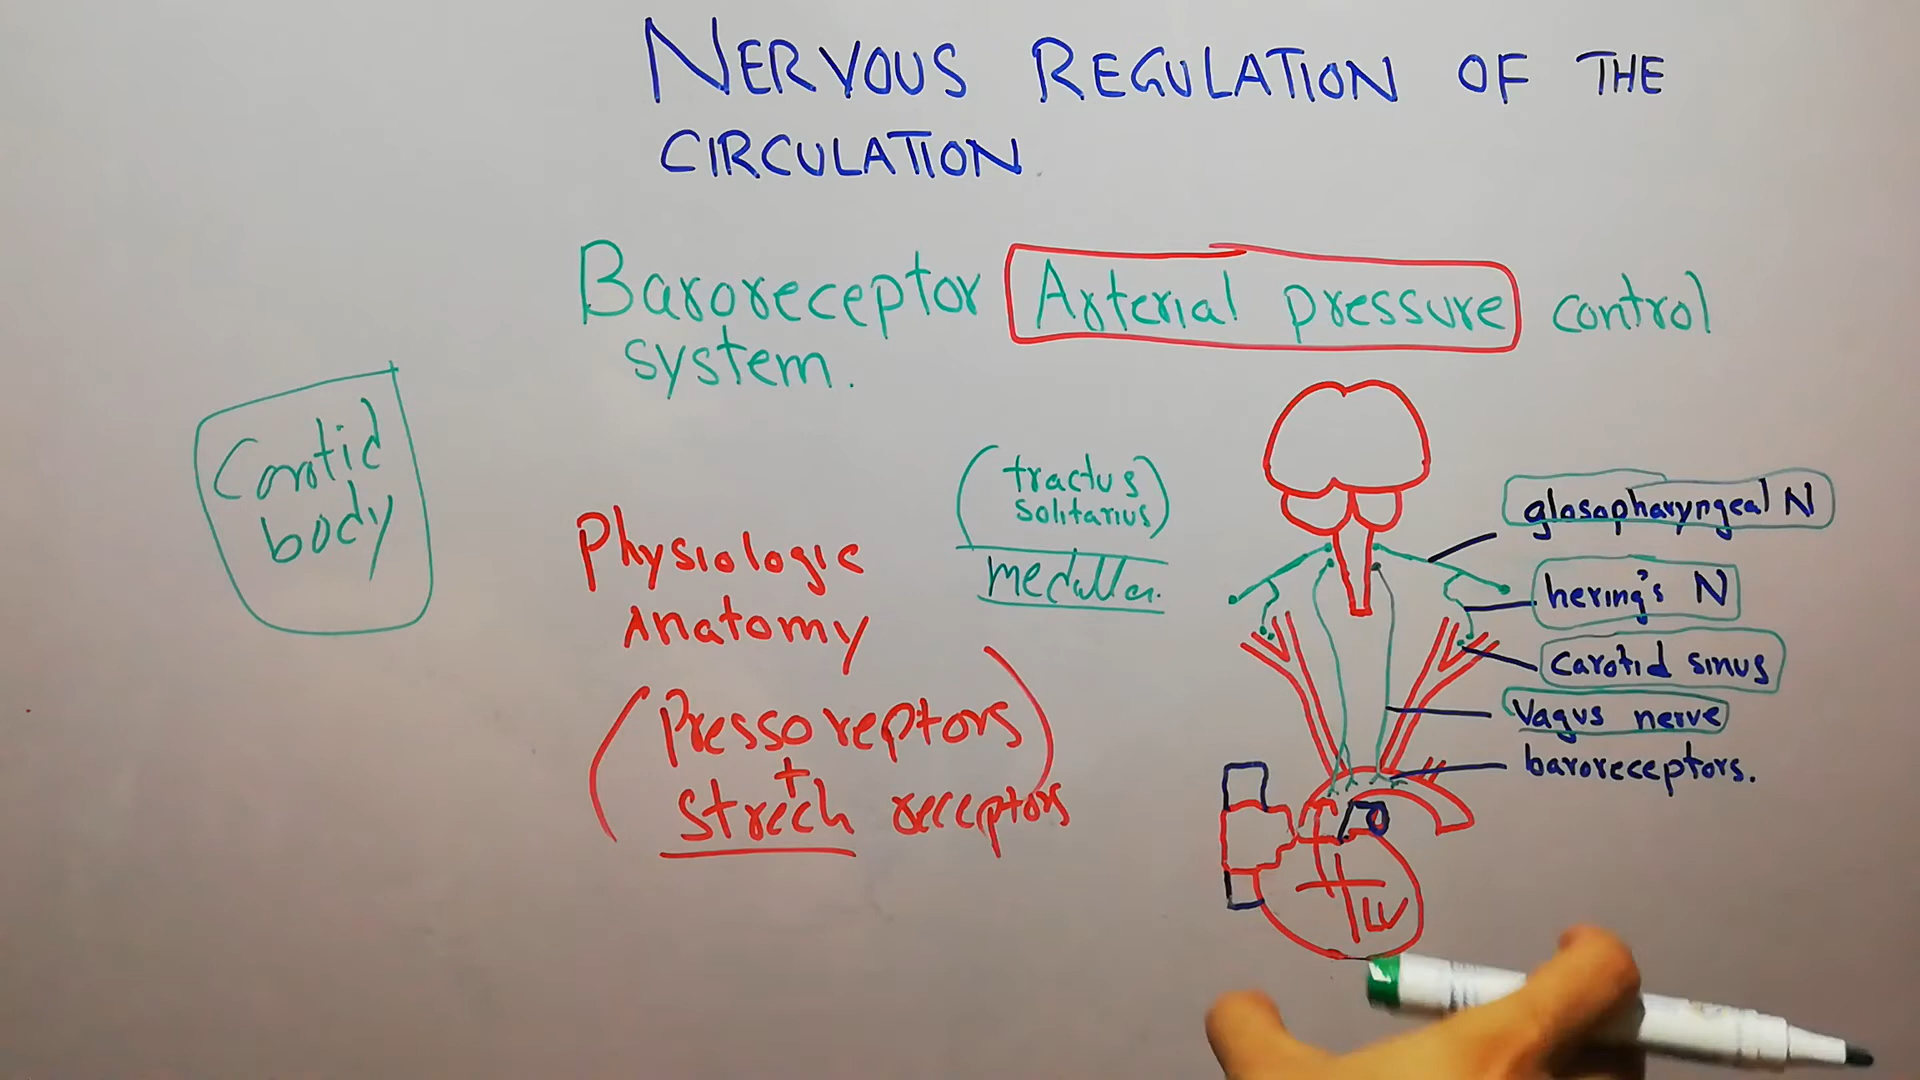 NERVOUS REGULATION OF THE
CIRCULATION
Baroreceptor Arterial pressure control
system.
Carotid
body
(tractus
solitarius)
medulla.
Physiologic
Anatomy
(Pressoreptors
+
strech receptors)
glosopharyngeal N
hering's N
carotid sinus
Vagus nerve
baroreceptors.
LV